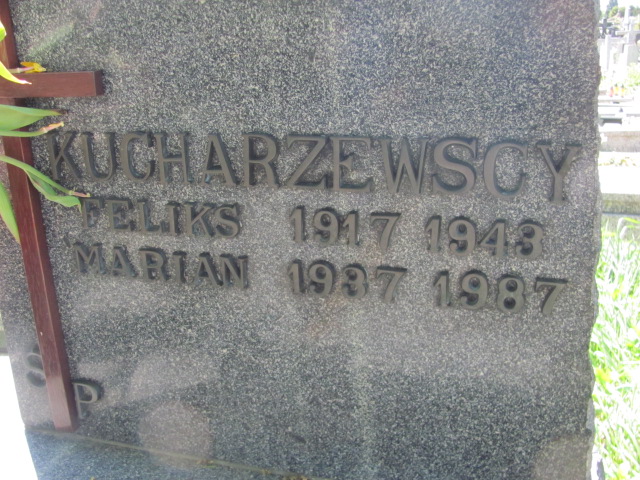 KUCHARZEWSCY
FELIKS 1917 1943
MARIAN 1937 1987
S
P